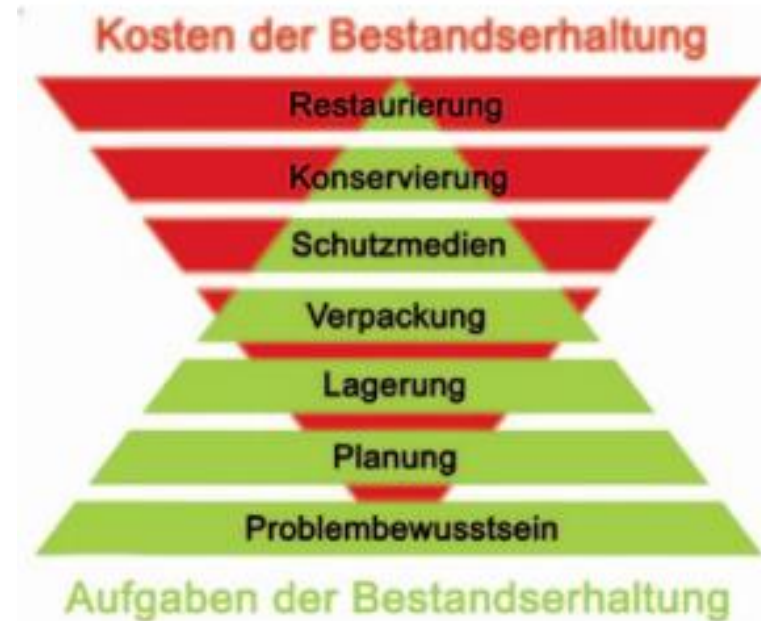 Kosten der Bestandserhaltung
Restaurierung
Konservierung
Schutzmedien
Verpackung
Lagerung
Planung
Problembewusstsein
Aufgaben der Bestandserhaltung